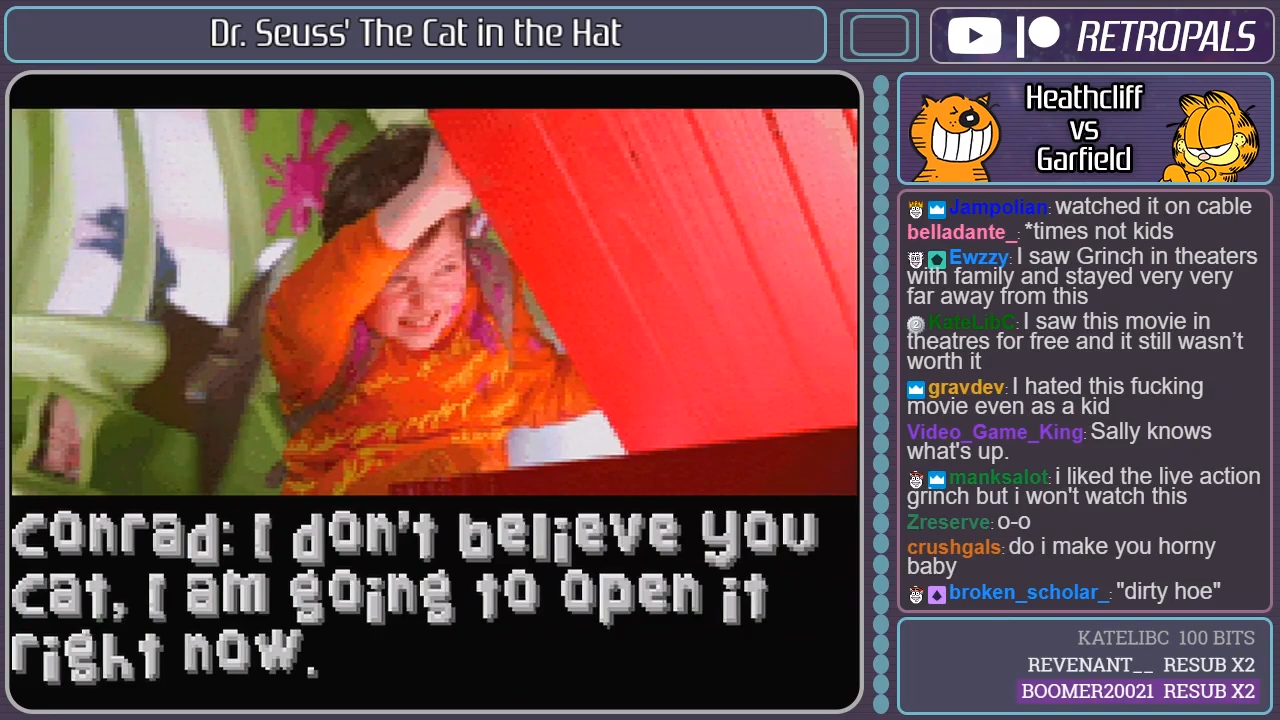 Dr. Seuss' The Cat in the Hat
RETROPALS
Heathcliff
vs
Garfield
Jampolian: watched it on cable
belladante_: *times not kids
Ewzzy: I saw Grinch in theaters
with family and stayed very very
far away from this
KateLibC: I saw this movie in
theatres for free and it still wasn't
worth it
gravdev: I hated this fucking
movie even as a kid
Video_Game_King: Sally knows
what's up.
manksalot: i liked the live action
grinch but i won't watch this
Zreserve: o-o
crushgals: do i make you horny
baby
broken_scholar_: "dirty hoe"
Conrad: I don't believe you
Cat, I am going to open it
right now.
KATELIBC 100 BITS
REVENANT__ RESUB X2
BOOMER20021 RESUB X2